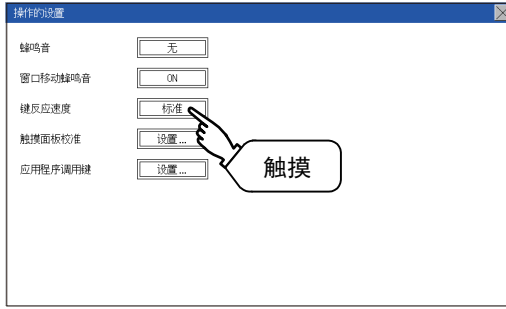 操作的设置
蜂鸣音 无
窗口移动蜂鸣音 ON
键反应速度 标准
触摸面板校准 设置...
应用程序调用键 设置...
触摸